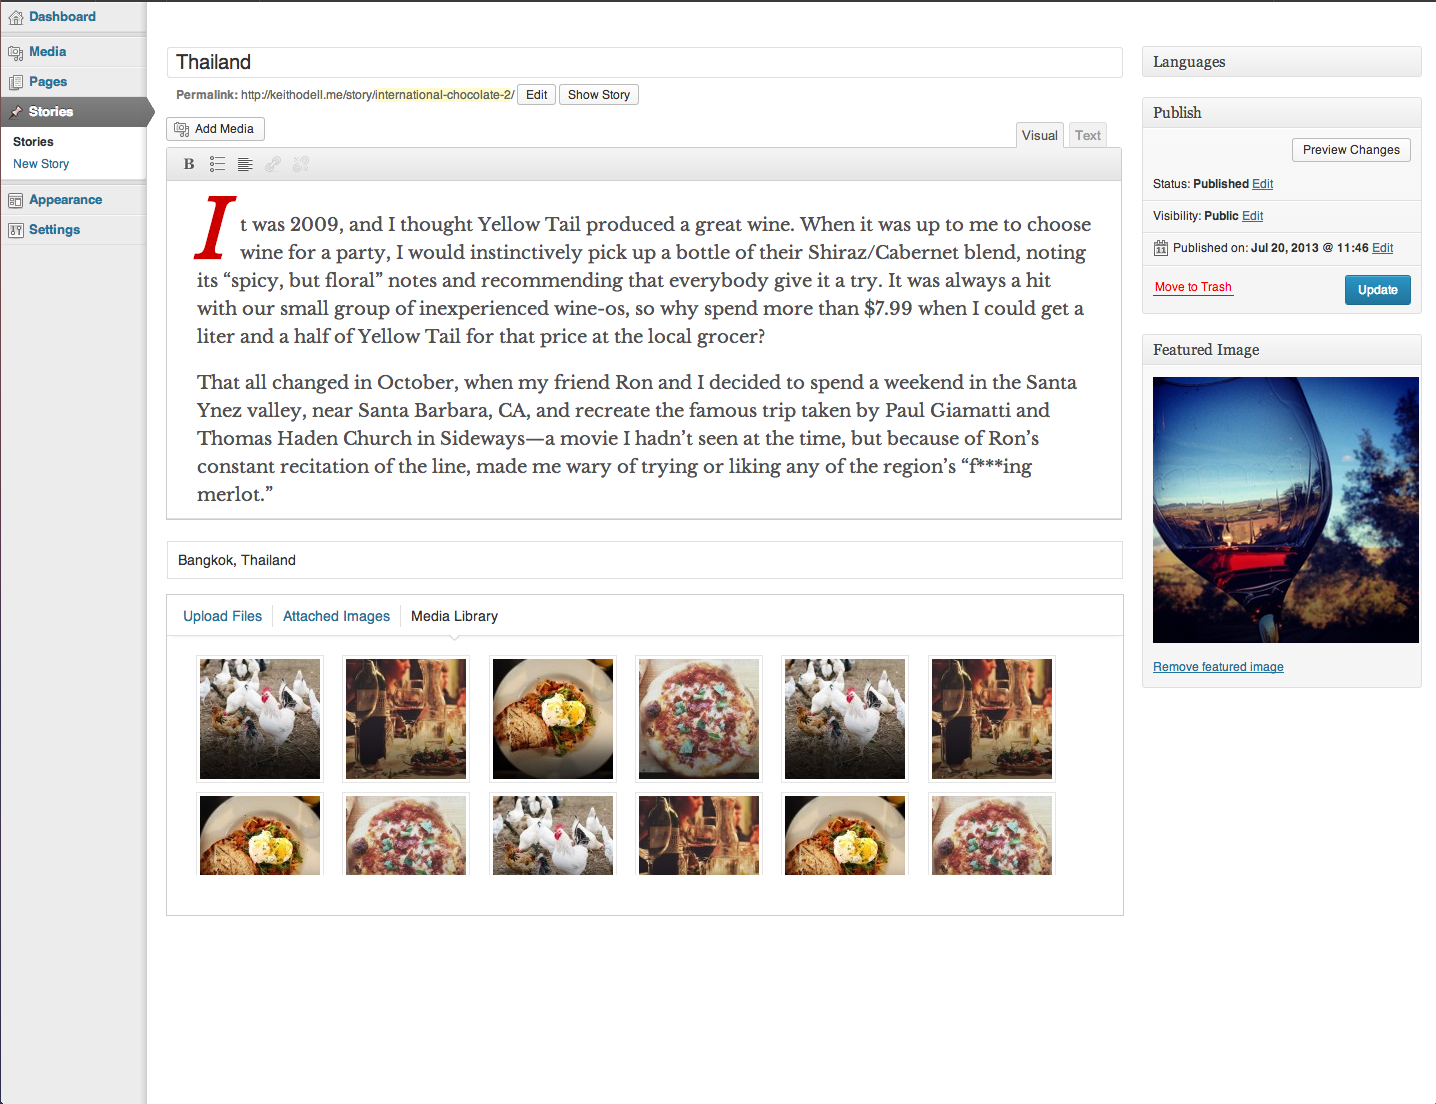 Dashboard
Media
Pages
Stories
Stories
New Story
Appearance
Settings
Thailand
Permalink: http://keithodell.me/story/international-chocolate-2/ Edit Show Story
Add Media
Visual Text
B
It was 2009, and I thought Yellow Tail produced a great wine. When it was up to me to choose
wine for a party, I would instinctively pick up a bottle of their Shiraz/Cabernet blend, noting
its “spicy, but floral” notes and recommending that everybody give it a try. It was always a hit
with our small group of inexperienced wine-os, so why spend more than $7.99 when I could get a
liter and a half of Yellow Tail for that price at the local grocer?
That all changed in October, when my friend Ron and I decided to spend a weekend in the Santa
Ynez valley, near Santa Barbara, CA, and recreate the famous trip taken by Paul Giamatti and
Thomas Haden Church in Sideways—a movie I hadn’t seen at the time, but because of Ron’s
constant recitation of the line, made me wary of trying or liking any of the region’s “f***ing
merlot.”
Bangkok, Thailand
Upload Files Attached Images Media Library
Languages
Publish
Preview Changes
Status: Published Edit
Visibility: Public Edit
11 Published on: Jul 20, 2013 @ 11:46 Edit
Move to Trash Update
Featured Image
Remove featured image